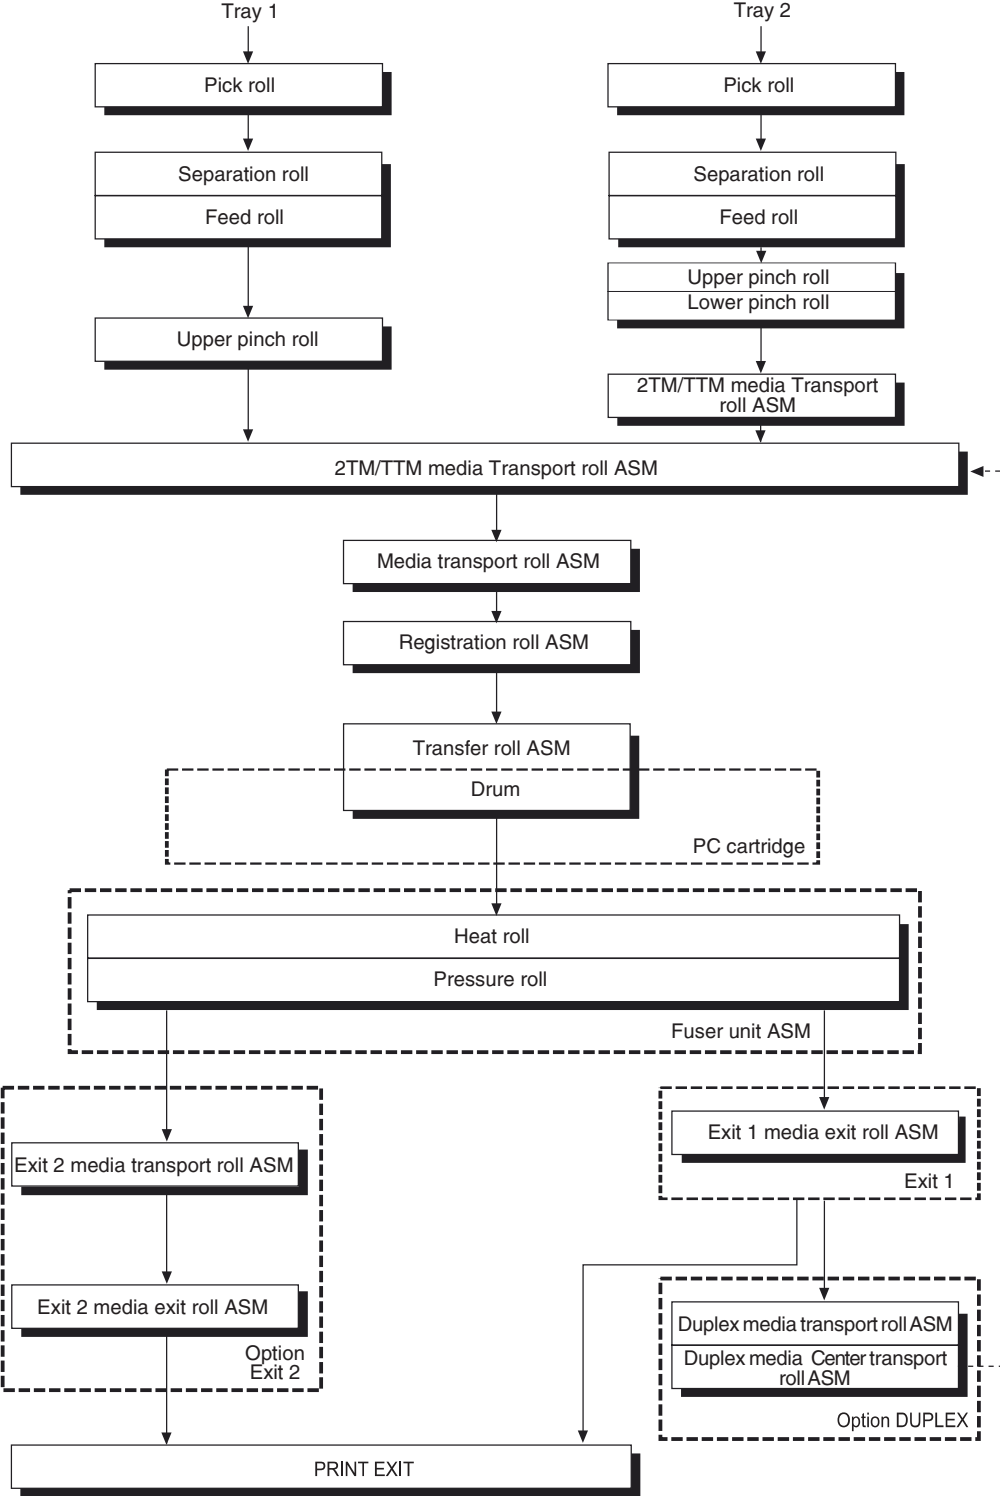 Tray 1
Tray 2
Pick roll
Pick roll
Separation roll
Separation roll
Feed roll
Feed roll
Upper pinch roll
Lower pinch roll
Upper pinch roll
2TM/TTM media Transport
roll ASM
2TM/TTM media Transport roll ASM
Media transport roll ASM
Registration roll ASM
Transfer roll ASM
Drum
PC cartridge
Heat roll
Pressure roll
Fuser unit ASM
Exit 1 media exit roll ASM
Exit 1
Exit 2 media transport roll ASM
Exit 2 media exit roll ASM
Option
Exit 2
Duplex media transport roll ASM
Duplex media Center transport
roll ASM
Option DUPLEX
PRINT EXIT